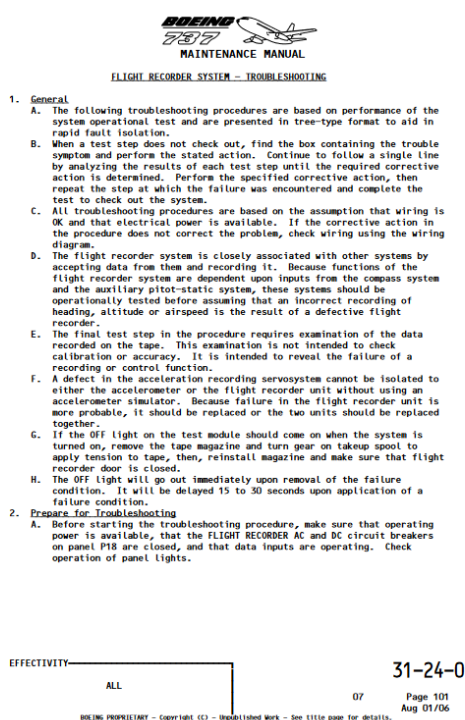 BOEING
737
MAINTENANCE MANUAL
FLIGHT RECORDER SYSTEM - TROUBLESHOOTING
1. General
A. The following troubleshooting procedures are based on performance of the
system operational test and are presented in tree-type format to aid in
rapid fault isolation.
B. When a test step does not check out, find the box containing the trouble
symptom and perform the stated action. Continue to follow a single line
by analyzing the results of each test step until the required corrective
action is determined. Perform the specified corrective action, then
repeat the step at which the failure was encountered and complete the
test to check out the system.
C. All troubleshooting procedures are based on the assumption that wiring is
OK and that electrical power is available. If the corrective action in
the procedure does not correct the problem, check wiring using the wiring
diagram.
D. The flight recorder system is closely associated with other systems by
accepting data from them and recording it. Because functions of the
flight recorder system are dependent upon inputs from the compass system
and the auxiliary pitot-static system, these systems should be
operationally tested before assuming that an incorrect recording of
heading, altitude or airspeed is the result of a defective flight
recorder.
E. The final test step in the procedure requires examination of the data
recorded on the tape. This examination is not intended to check
calibration or accuracy. It is intended to reveal the failure of a
recording or control function.
F. A defect in the acceleration recording servosystem cannot be isolated to
either the accelerometer or the flight recorder unit without using an
accelerometer simulator. Because failure in the flight recorder unit is
more probable, it should be replaced or the two units should be replaced
together.
G. If the OFF light on the test module should come on when the system is
turned on, remove the tape magazine and turn gear on takeup spool to
apply tension to tape, then, reinstall magazine and make sure that flight
recorder door is closed.
H. The OFF light will go out immediately upon removal of the failure
condition. It will be delayed 15 to 30 seconds upon application of a
failure condition.
2. Prepare for Troubleshooting
A. Before starting the troubleshooting procedure, make sure that operating
power is available, that the FLIGHT RECORDER AC and DC circuit breakers
on panel P18 are closed, and that data inputs are operating. Check
operation of panel lights.
EFFECTIVITY
ALL
31-24-0
07 Page 101
Aug 01/06
BOEING PROPRIETARY - Copyright (C) - Unpublished Work - See title page for details.